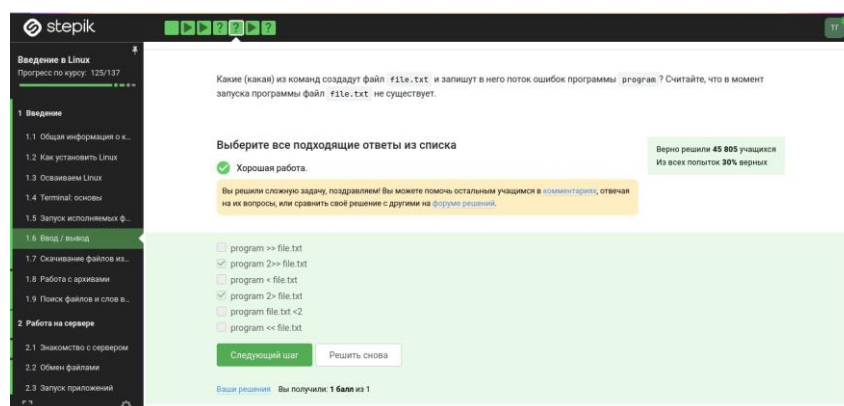 stepik
ТГ
Введение в Linux
Прогресс по курсу: 125/137
1 Введение
1.1 Общая информация о к...
1.2 Как установить Linux
1.3 Осваиваем Linux
1.4 Terminal: основы
1.5 Запуск исполняемых ф...
1.6 Ввод / вывод
1.7 Скачивание файлов из...
1.8 Работа с архивами
1.9 Поиск файлов и слов в...
2 Работа на сервере
2.1 Знакомство с сервером
2.2 Обмен файлами
2.3 Запуск приложений
Какие (какая) из команд создадут файл file.txt и запишут в него поток ошибок программы program ? Считайте, что в момент
запуска программы файл file.txt не существует.
Выберите все подходящие ответы из списка
Хорошая работа.
Верно решили 45 805 учащихся
Из всех попыток 30% верных
Вы решили сложную задачу, поздравляем! Вы можете помочь остальным учащимся в комментариях, отвечая
на их вопросы, или сравнить своё решение с другими на форуме решений.
program >> file.txt
program 2>> file.txt
program < file.txt
program 2> file.txt
program file.txt <2
program << file.txt
Следующий шаг
Решить снова
Ваши решения Вы получили: 1 балл из 1